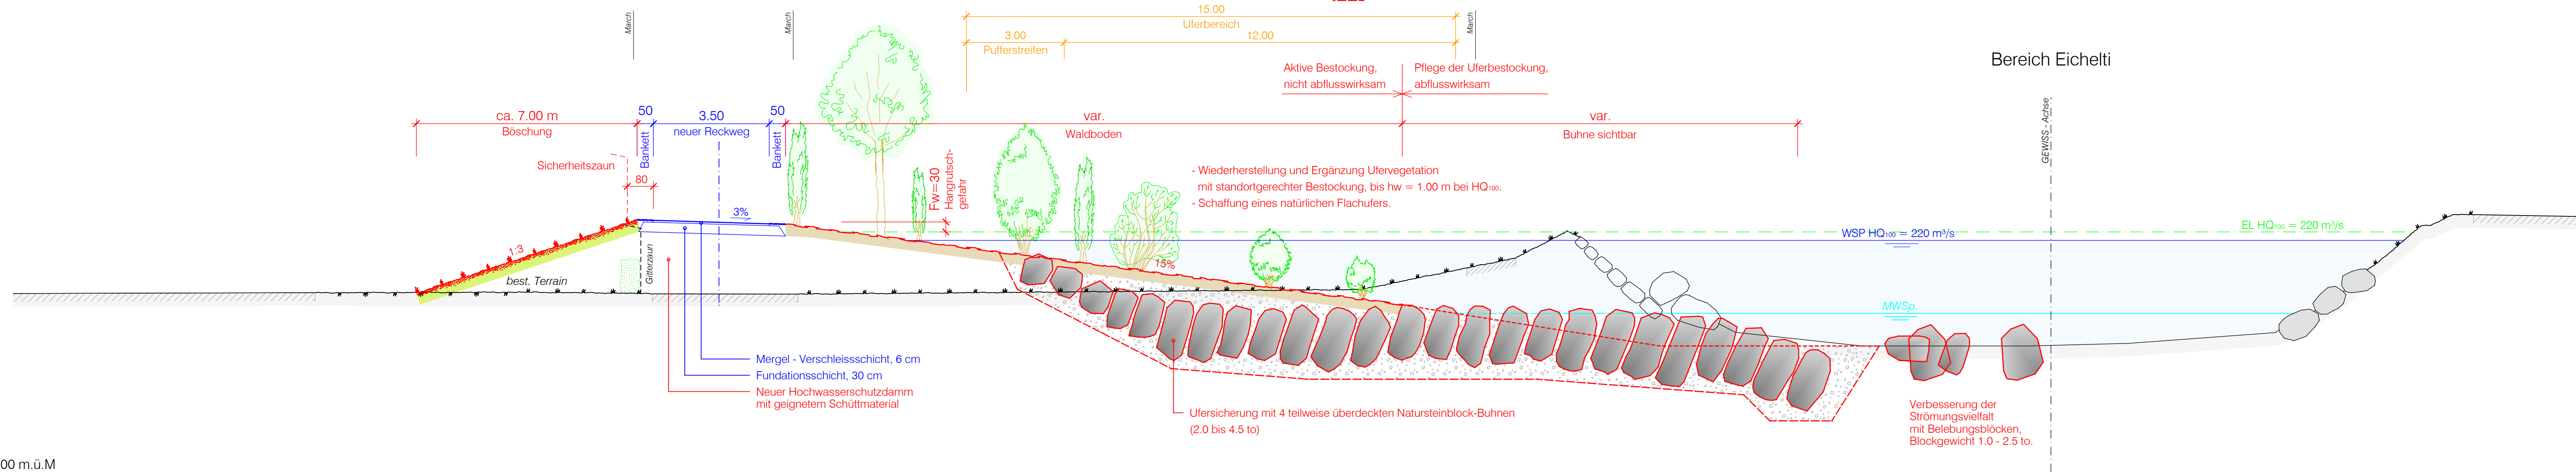 March
March
15.00
Uferbereich
3.00
Pufferstreifen
12.00
March
Aktive Bestockung,
nicht abflusswirksam
Pflege der Uferbestockung,
abflusswirksam
Bereich Eichelti
GEWISS - Achse
ca. 7.00 m
Böschung
50
Bankett
3.50
neuer Reckweg
50
Bankett
var.
Waldboden
var.
Buhne sichtbar
Sicherheitszaun
80
Fw=30
Hangrutsch-
gefahr
- Wiederherstellung und Ergänzung Ufervegetation
mit standortgerechter Bestockung, bis hw = 1.00 m bei HQ100.
- Schaffung eines natürlichen Flachufers.
3%
WSP HQ100 = 220 m³/s
EL HQ100 = 220 m³/s
1:3
best. Terrain
Gitterzaun
15%
MWSp.
Mergel - Verschleissschicht, 6 cm
Fundationsschicht, 30 cm
Neuer Hochwasserschutzdamm
mit geignetem Schüttmaterial
Ufersicherung mit 4 teilweise überdeckten Natursteinblock-Buhnen
(2.0 bis 4.5 to)
Verbesserung der
Strömungsvielfalt
mit Belebungsblöcken,
Blockgewicht 1.0 - 2.5 to.
00 m.ü.M